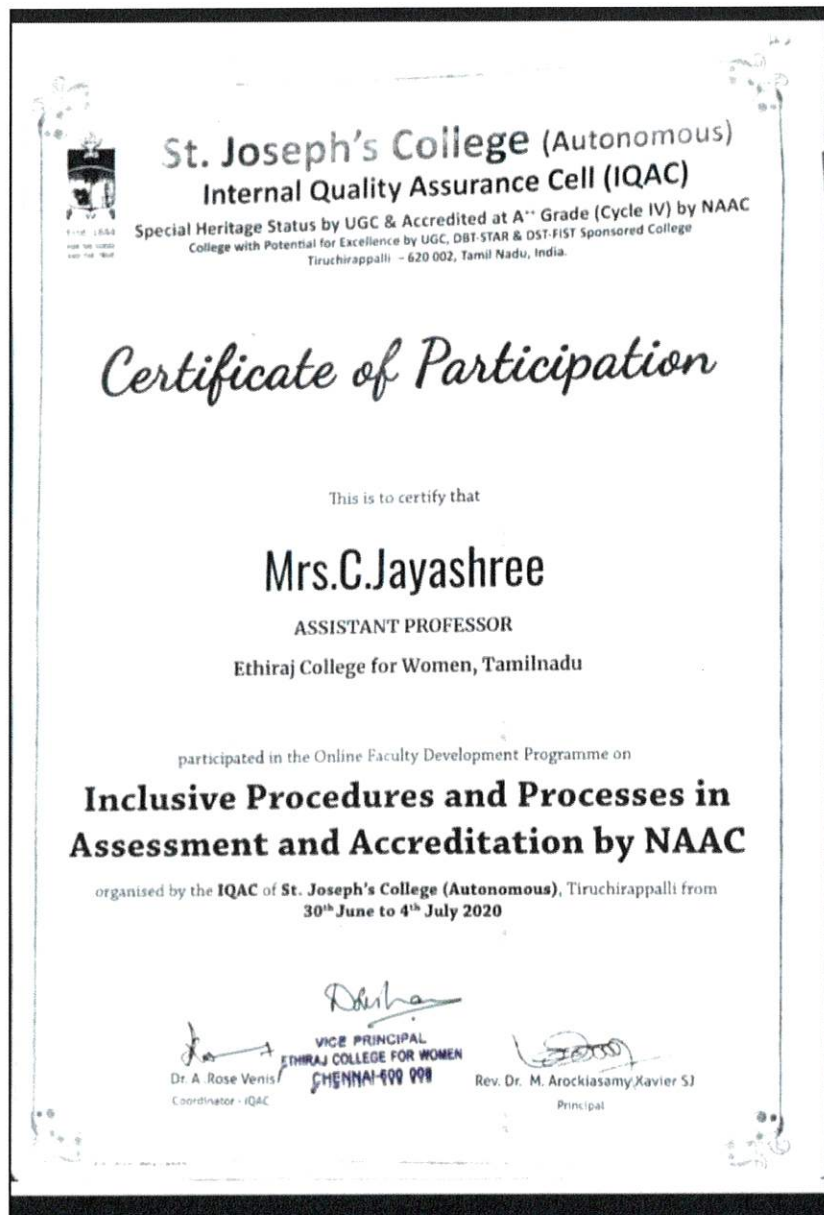 St. Joseph's College (Autonomous)
Internal Quality Assurance Cell (IQAC)
Special Heritage Status by UGC & Accredited at A⁺⁺ Grade (Cycle IV) by NAAC
College with Potential for Excellence by UGC, DBT-STAR & DST-FIST Sponsored College
Tiruchirappalli - 620 002, Tamil Nadu, India.
Certificate of Participation
This is to certify that
Mrs.C.Jayashree
ASSISTANT PROFESSOR
Ethiraj College for Women, Tamilnadu
participated in the Online Faculty Development Programme on
Inclusive Procedures and Processes in
Assessment and Accreditation by NAAC
organised by the IQAC of St. Joseph's College (Autonomous), Tiruchirappalli from
30ᵗʰ June to 4ᵗʰ July 2020
VICE PRINCIPAL
ETHIRAJ COLLEGE FOR WOMEN
CHENNAI-600 008
Dr. A. Rose Venis
Coordinator - IQAC
Rev. Dr. M. Arockiasamy Xavier SJ
Principal